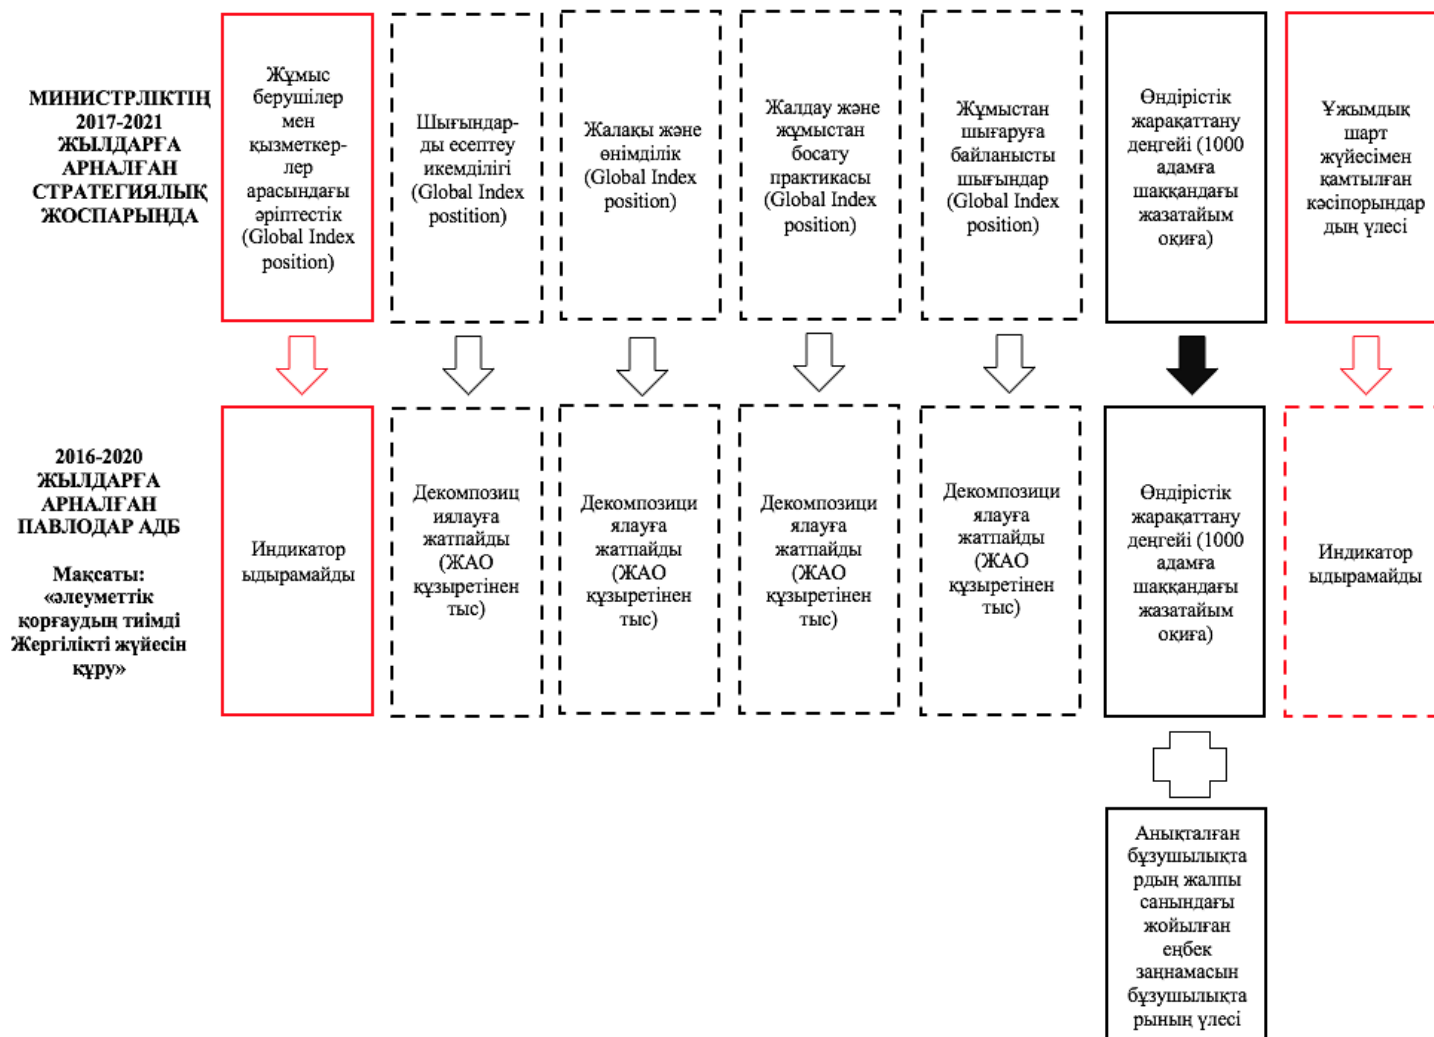 МИНИСТРЛІКТІҢ
2017-2021
ЖЫЛДАРҒА
АРНАЛҒАН
СТРАТЕГИЯЛЫҚ
ЖОСПАРЫНДА
Жұмыс
берушілер
мен
қызметкер-
лер
арасындағы
әріптестік
(Global Index
position)
Шығындар-
ды есептеу
икемділігі
(Global Index
postition)
Жалақы және
өнімділік
(Global Index
position)
Жалдау және
жұмыстан
босату
практикасы
(Global Index
position)
Жұмыстан
шығаруға
байланысты
шығындар
(Global Index
position)
Өндірістік
жарақаттану
деңгейі (1000
адамға
шаққандағы
жазатайым
оқиға)
Ұжымдық
шарт
жүйесімен
қамтылған
кәсіпорындар
дың үлесі
2016-2020
ЖЫЛДАРҒА
АРНАЛҒАН
ПАВЛОДАР АДБ
Мақсаты:
«әлеуметтік
қорғаудың тиімді
Жергілікті жүйесін
құру»
Индикатор
ыдырамайды
Декомпозиц
иялауға
жатпайды
(ЖАО
құзыретінен
тыс)
Декомпозици
ялауға
жатпайды
(ЖАО
құзыретінен
тыс)
Декомпозици
ялауға
жатпайды
(ЖАО
құзыретінен
тыс)
Декомпозици
ялауға
жатпайды
(ЖАО
құзыретінен
тыс)
Өндірістік
жарақаттану
деңгейі (1000
адамға
шаққандағы
жазатайым
оқиға)
Индикатор
ыдырамайды
Анықталған
бұзушылықта
рдың жалпы
санындағы
жойылған
еңбек
заңнамасын
бұзушылықта
рының үлесі